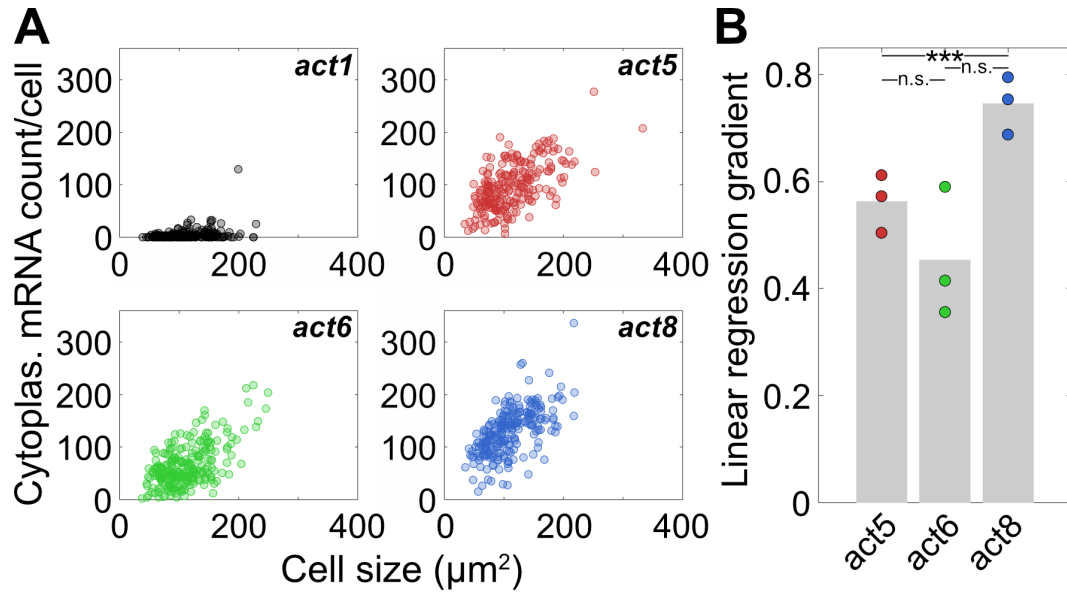 A
Cytoplas. mRNA count/cell
act1
300
200
100
0
0
200
400
act5
300
200
100
0
0
200
400
act6
300
200
100
0
0
200
400
act8
300
200
100
0
0
200
400
Cell size (µm²)
B
Linear regression gradient
0.8
0.6
0.4
0.2
0
***
n.s.
n.s.
act5
act6
act8